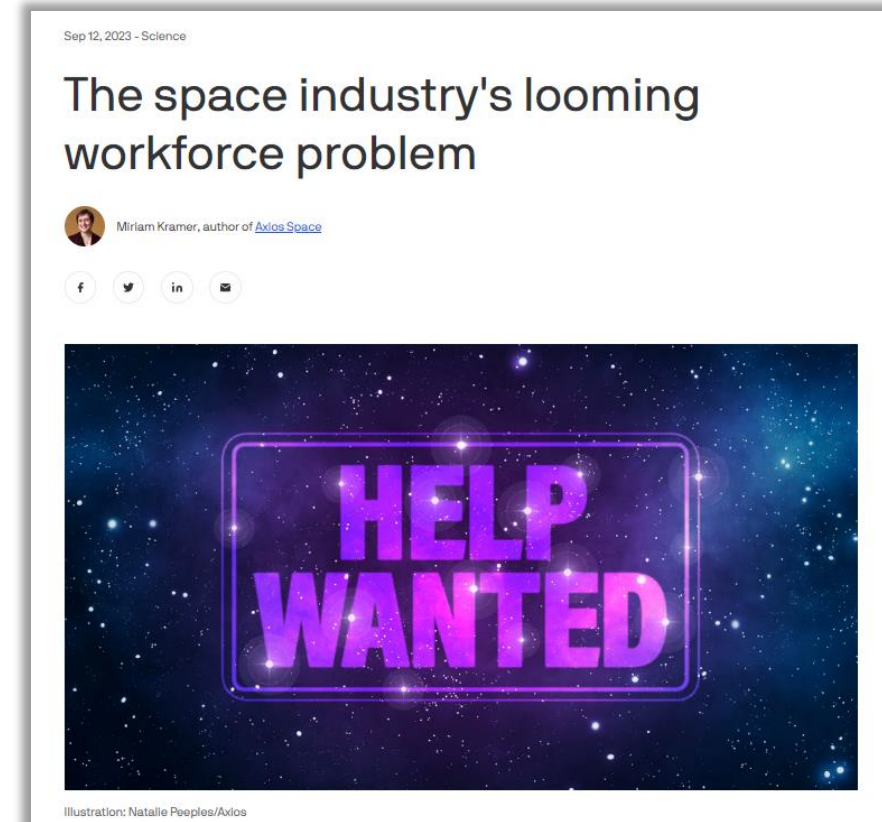 Sep 12, 2023 - Science
The space industry's looming
workforce problem
Miriam Kramer, author of Axios Space
HELP
WANTED
Illustration: Natalie Peeples/Axios